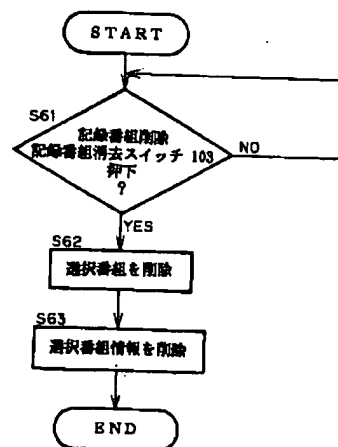 START
S61
記録番組削除
記録番組消去スイッチ 103
押下
?
NO
YES
S62
選択番組を削除
S63
選択番組情報を削除
END